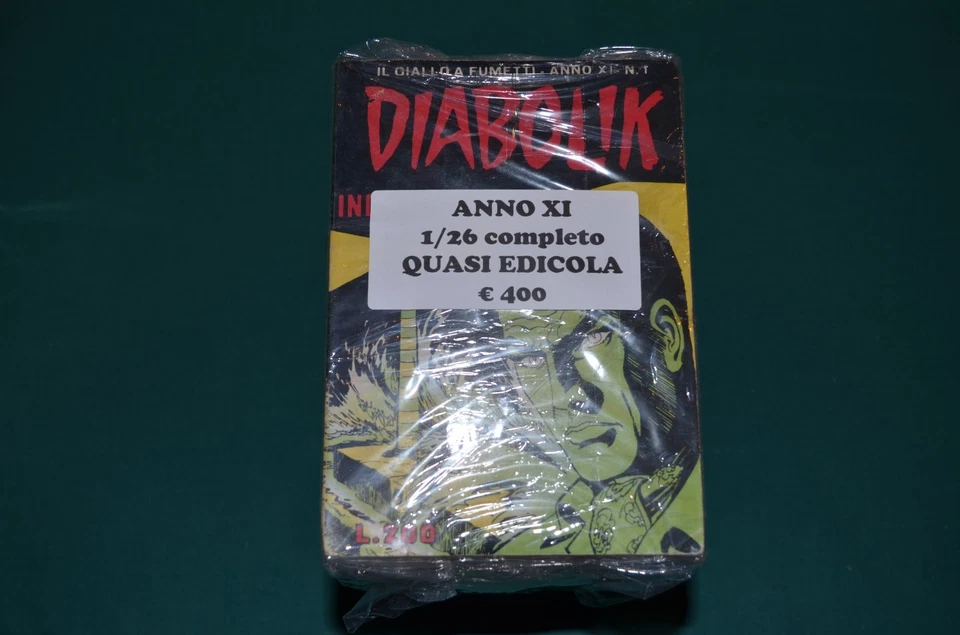 IL GIALLO A FUMETTI - ANNO XI - N.1
DIABOLIK
ANNO XI
1/26 completo
QUASI EDICOLA
€ 400
L.200